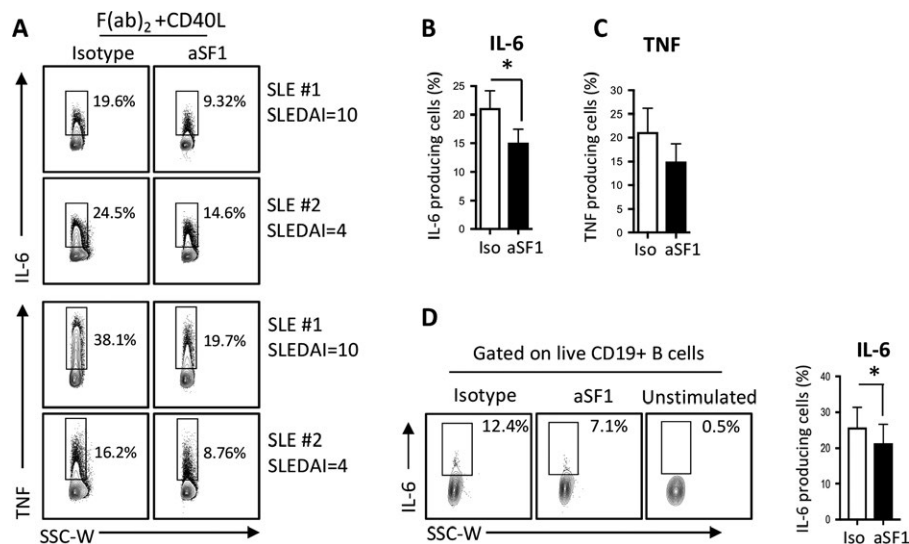 A
F(ab)2 +CD40L
Isotype
aSF1
19.6%
9.32%
SLE #1
SLEDAI=10
24.5%
14.6%
SLE #2
SLEDAI=4
IL-6
38.1%
19.7%
SLE #1
SLEDAI=10
16.2%
8.76%
SLE #2
SLEDAI=4
TNF
SSC-W
B
IL-6
*
IL-6 producing cells (%)
25
20
15
10
5
0
Iso aSF1
C
TNF
TNF producing cells (%)
30
25
20
15
10
5
0
Iso aSF1
D
Gated on live CD19+ B cells
Isotype
aSF1
Unstimulated
12.4%
7.1%
0.5%
IL-6
SSC-W
IL-6
*
IL-6 producing cells (%)
40
30
20
10
0
Iso aSF1